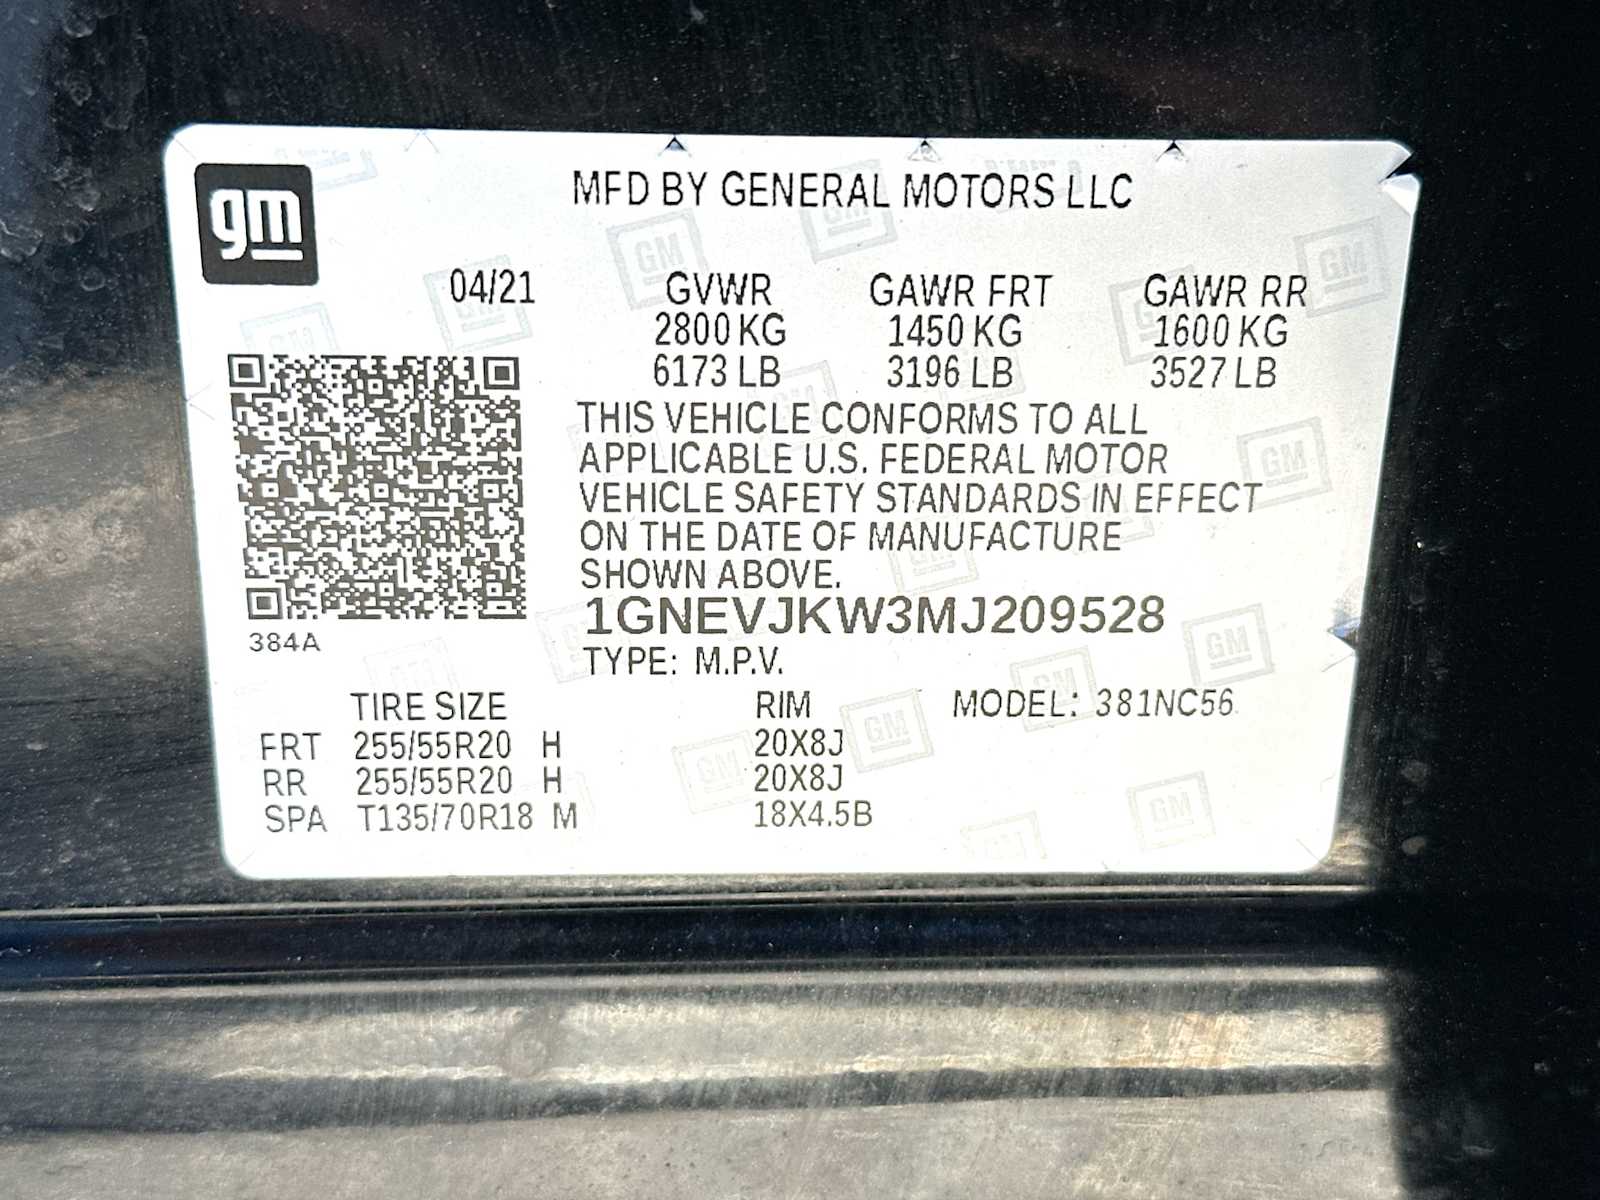 gm
MFD BY GENERAL MOTORS LLC
04/21 GVWR GAWR FRT GAWR RR
2800 KG 1450 KG 1600 KG
6173 LB 3196 LB 3527 LB
THIS VEHICLE CONFORMS TO ALL
APPLICABLE U.S. FEDERAL MOTOR
VEHICLE SAFETY STANDARDS IN EFFECT
ON THE DATE OF MANUFACTURE
SHOWN ABOVE.
1GNEVJKW3MJ209528
384A
TYPE: M.P.V.
TIRE SIZE RIM MODEL: 381NC56
FRT 255/55R20 H 20X8J
RR 255/55R20 H 20X8J
SPA T135/70R18 M 18X4.5B